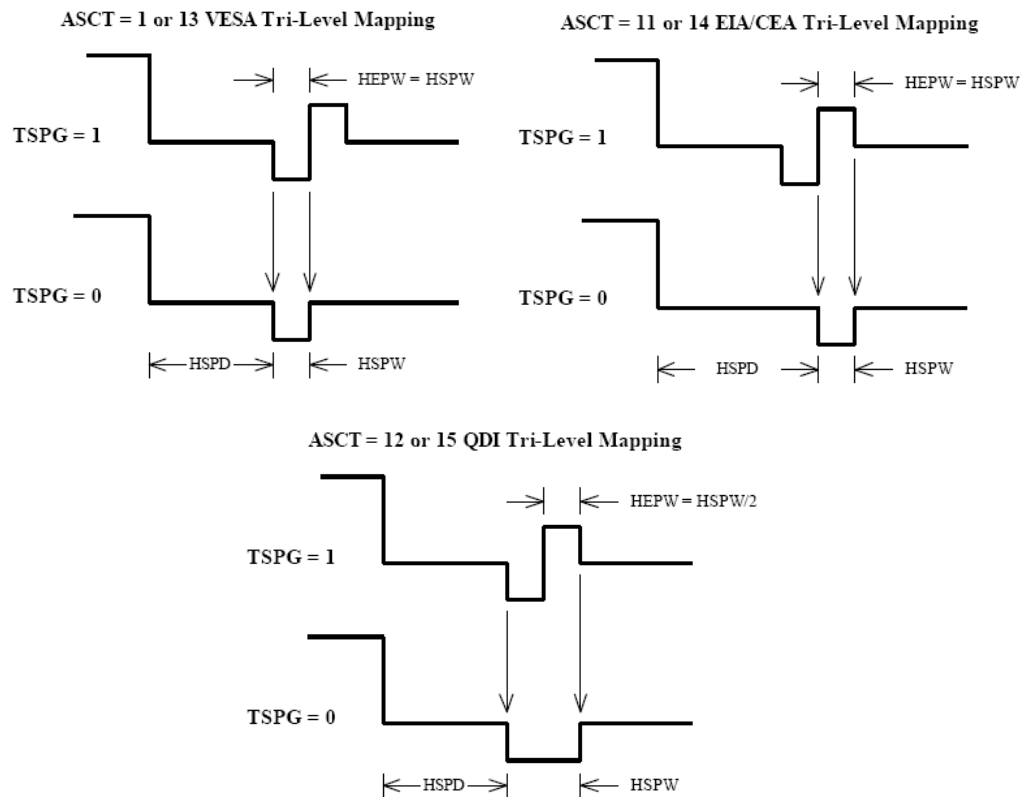 ASCT = 1 or 13 VESA Tri-Level Mapping
HEPW = HSPW
TSPG = 1
TSPG = 0
HSPD
HSPW
ASCT = 11 or 14 EIA/CEA Tri-Level Mapping
HEPW = HSPW
TSPG = 1
TSPG = 0
HSPD
HSPW
ASCT = 12 or 15 QDI Tri-Level Mapping
HEPW = HSPW/2
TSPG = 1
TSPG = 0
HSPD
HSPW